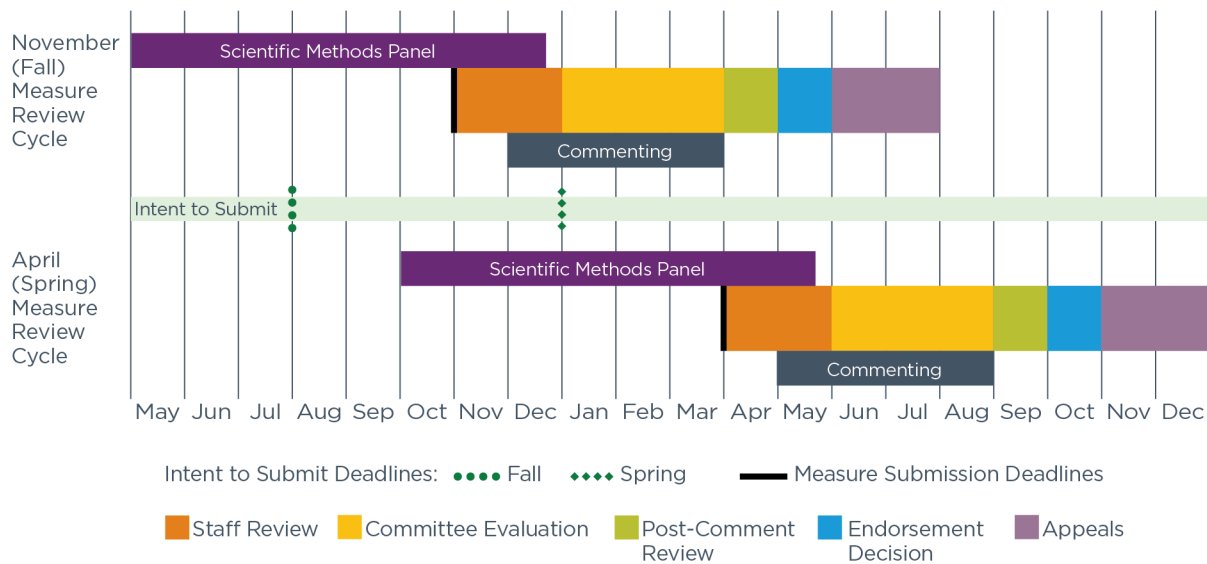 November
(Fall)
Measure
Review
Cycle
Scientific Methods Panel
Commenting
Intent to Submit
April
(Spring)
Measure
Review
Cycle
Scientific Methods Panel
Commenting
May Jun Jul Aug Sep Oct Nov Dec Jan Feb Mar Apr May Jun Jul Aug Sep Oct Nov Dec
Intent to Submit Deadlines: Fall Spring Measure Submission Deadlines
Staff Review
Committee Evaluation
Post-Comment
Review
Endorsement
Decision
Appeals